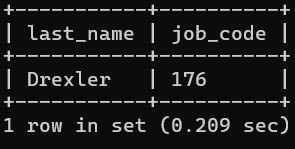 +-----------+----------+
| last_name | job_code |
+-----------+----------+
| Drexler   | 176      |
+-----------+----------+
1 row in set (0.209 sec)